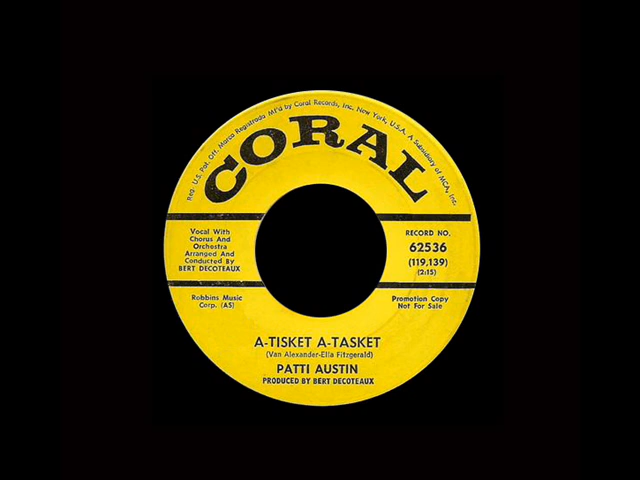 Reg. U.S. Pat. Off. Marca Registrada Mf'd by Coral Records, Inc. New York, U.S.A. A Subsidiary of MCA, Inc.
CORAL
Vocal With
Chorus And
Orchestra
Arranged And
Conducted By
BERT DECOTEAUX
RECORD NO.
62536
(119,139)
(2:15)
Robbins Music
Corp. (AS)
Promotion Copy
Not For Sale
A-TISKET A-TASKET
(Van Alexander-Ella Fitzgerald)
PATTI AUSTIN
PRODUCED BY BERT DECOTEAUX